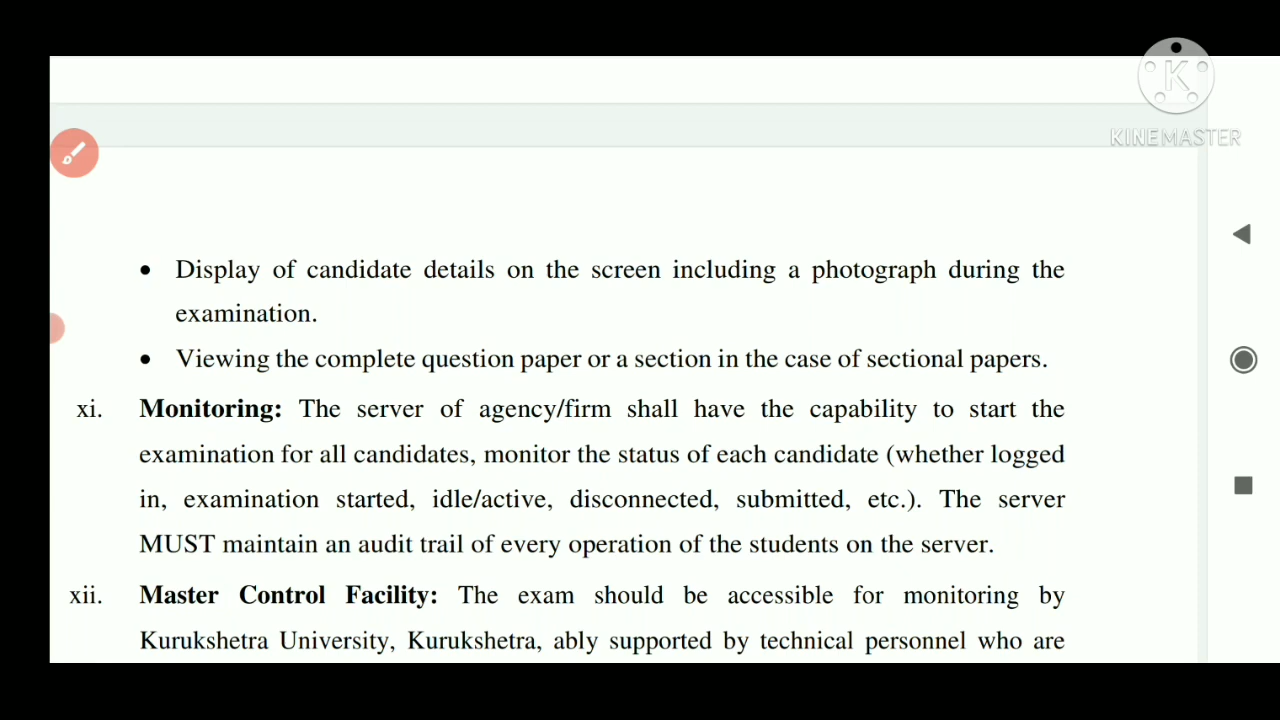 K
KINEMASTER
• Display of candidate details on the screen including a photograph during the
examination.
• Viewing the complete question paper or a section in the case of sectional papers.
xi. Monitoring: The server of agency/firm shall have the capability to start the
examination for all candidates, monitor the status of each candidate (whether logged
in, examination started, idle/active, disconnected, submitted, etc.). The server
MUST maintain an audit trail of every operation of the students on the server.
xii. Master Control Facility: The exam should be accessible for monitoring by
Kurukshetra University, Kurukshetra, ably supported by technical personnel who are